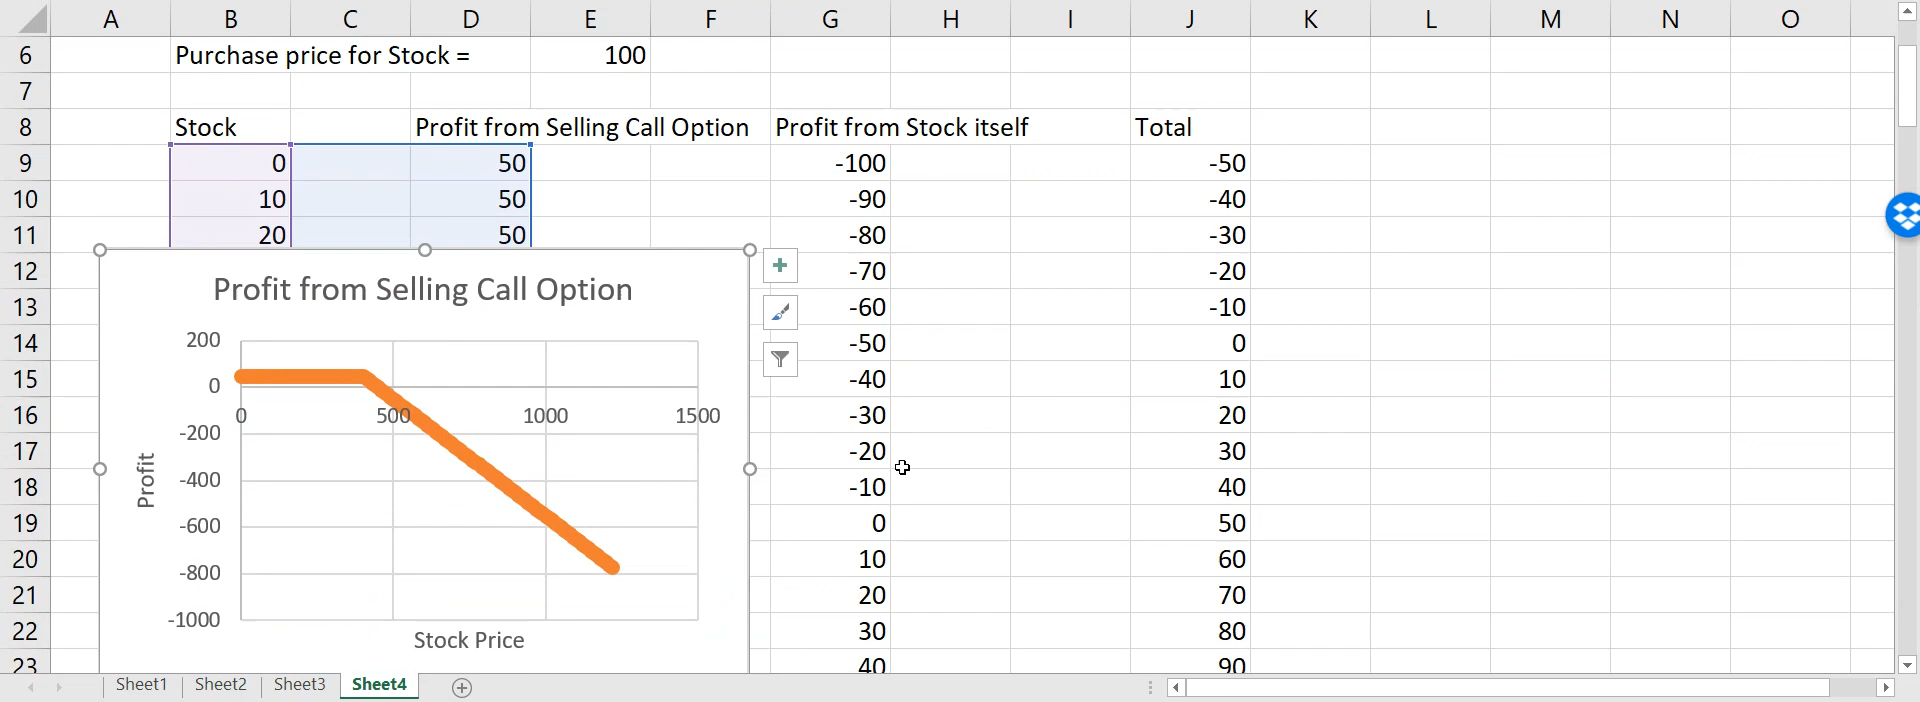 A B C D E F G H I J K L M N O
6 Purchase price for Stock = 100
7
8 Stock Profit from Selling Call Option Profit from Stock itself Total
9 0 50 -100 -50
10 10 50 -90 -40
11 20 50 -80 -30
12 -70 -20
13 -60 -10
14 -50 0
15 -40 10
16 -30 20
17 -20 30
18 -10 40
19 0 50
20 10 60
21 20 70
22 30 80
23 40 90
Profit from Selling Call Option
200
0
0 500 1000 1500
-200
-400
-600
-800
-1000
Profit
Stock Price
Sheet1 Sheet2 Sheet3 Sheet4